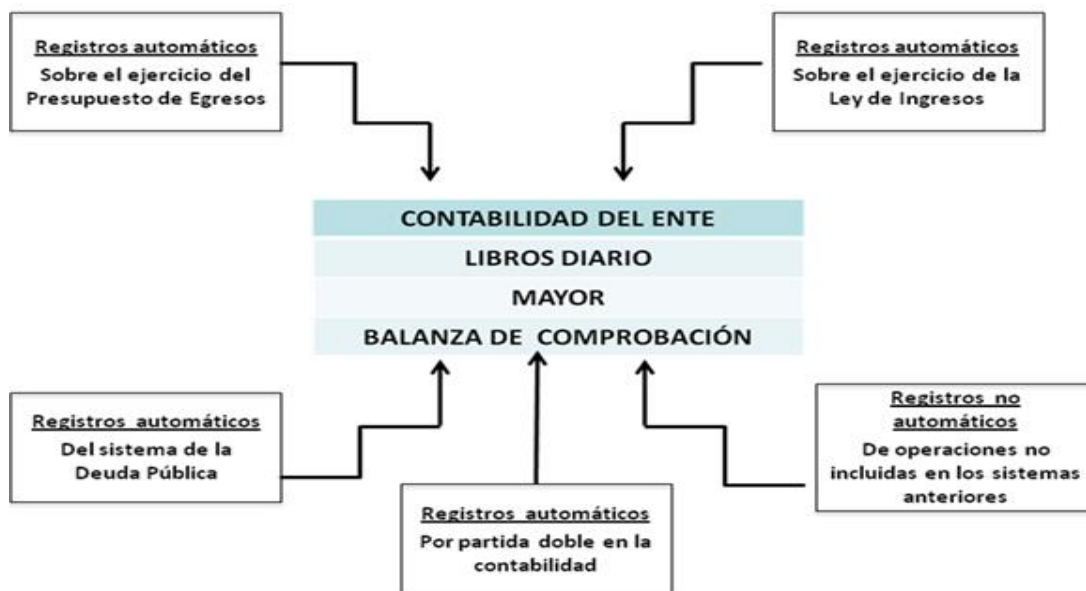 Registros automáticos
Sobre el ejercicio del
Presupuesto de Egresos
Registros automáticos
Sobre el ejercicio de la
Ley de Ingresos
CONTABILIDAD DEL ENTE
LIBROS DIARIO
MAYOR
BALANZA DE COMPROBACIÓN
Registros automáticos
Del sistema de la
Deuda Pública
Registros automáticos
Por partida doble en la
contabilidad
Registros no
automáticos
De operaciones no
incluidas en los sistemas
anteriores